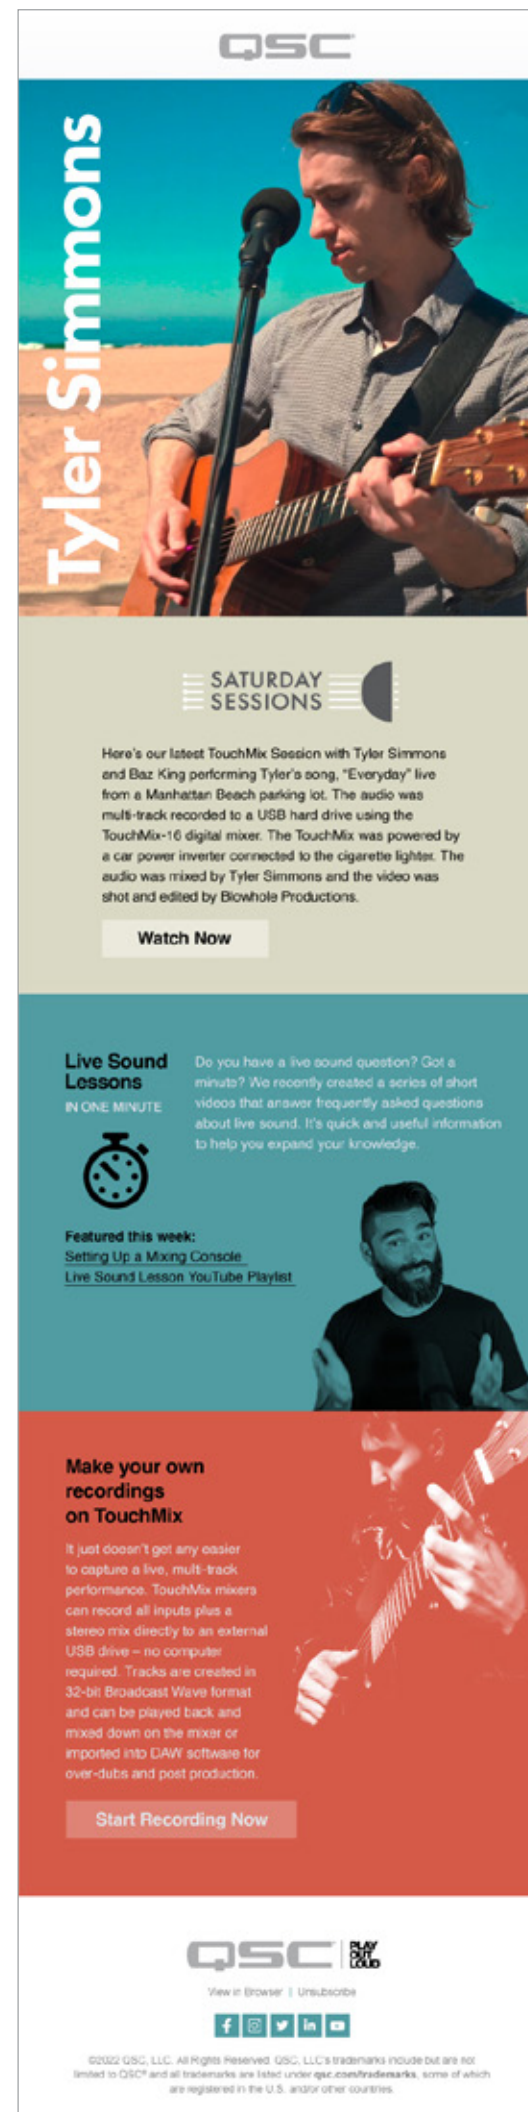 QSC
Tyler Simmons
SATURDAY
SESSIONS
Here's our latest TouchMix Session with Tyler Simmons
and Baz King performing Tyler's song, "Everyday" live
from a Manhattan Beach parking lot. The audio was
multi-track recorded to a USB hard drive using the
TouchMix-16 digital mixer. The TouchMix was powered by
a car power inverter connected to the cigarette lighter. The
audio was mixed by Tyler Simmons and the video was
shot and edited by Blowhole Productions.
Watch Now
Live Sound
Lessons
IN ONE MINUTE
Do you have a live sound question? Got a
minute? We recently created a series of short
videos that answer frequently asked questions
about live sound. It's quick and useful information
to help you expand your knowledge.
Featured this week:
Setting Up a Mixing Console
Live Sound Lesson YouTube Playlist
Make your own
recordings
on TouchMix
It just doesn't get any easier
to capture a live, multi-track
performance. TouchMix mixers
can record all inputs plus a
stereo mix directly to an external
USB drive – no computer
required. Tracks are created in
32-bit Broadcast Wave format
and can be played back and
mixed down on the mixer or
imported into DAW software for
over-dubs and post production.
Start Recording Now
QSC PLAY
OUT
LOUD
View in Browser | Unsubscribe
©2022 QSC, LLC. All Rights Reserved. QSC, LLC's trademarks include but are not
limited to QSC® and all trademarks are listed under qsc.com/trademarks, some of which
are registered in the U.S. and/or other countries.